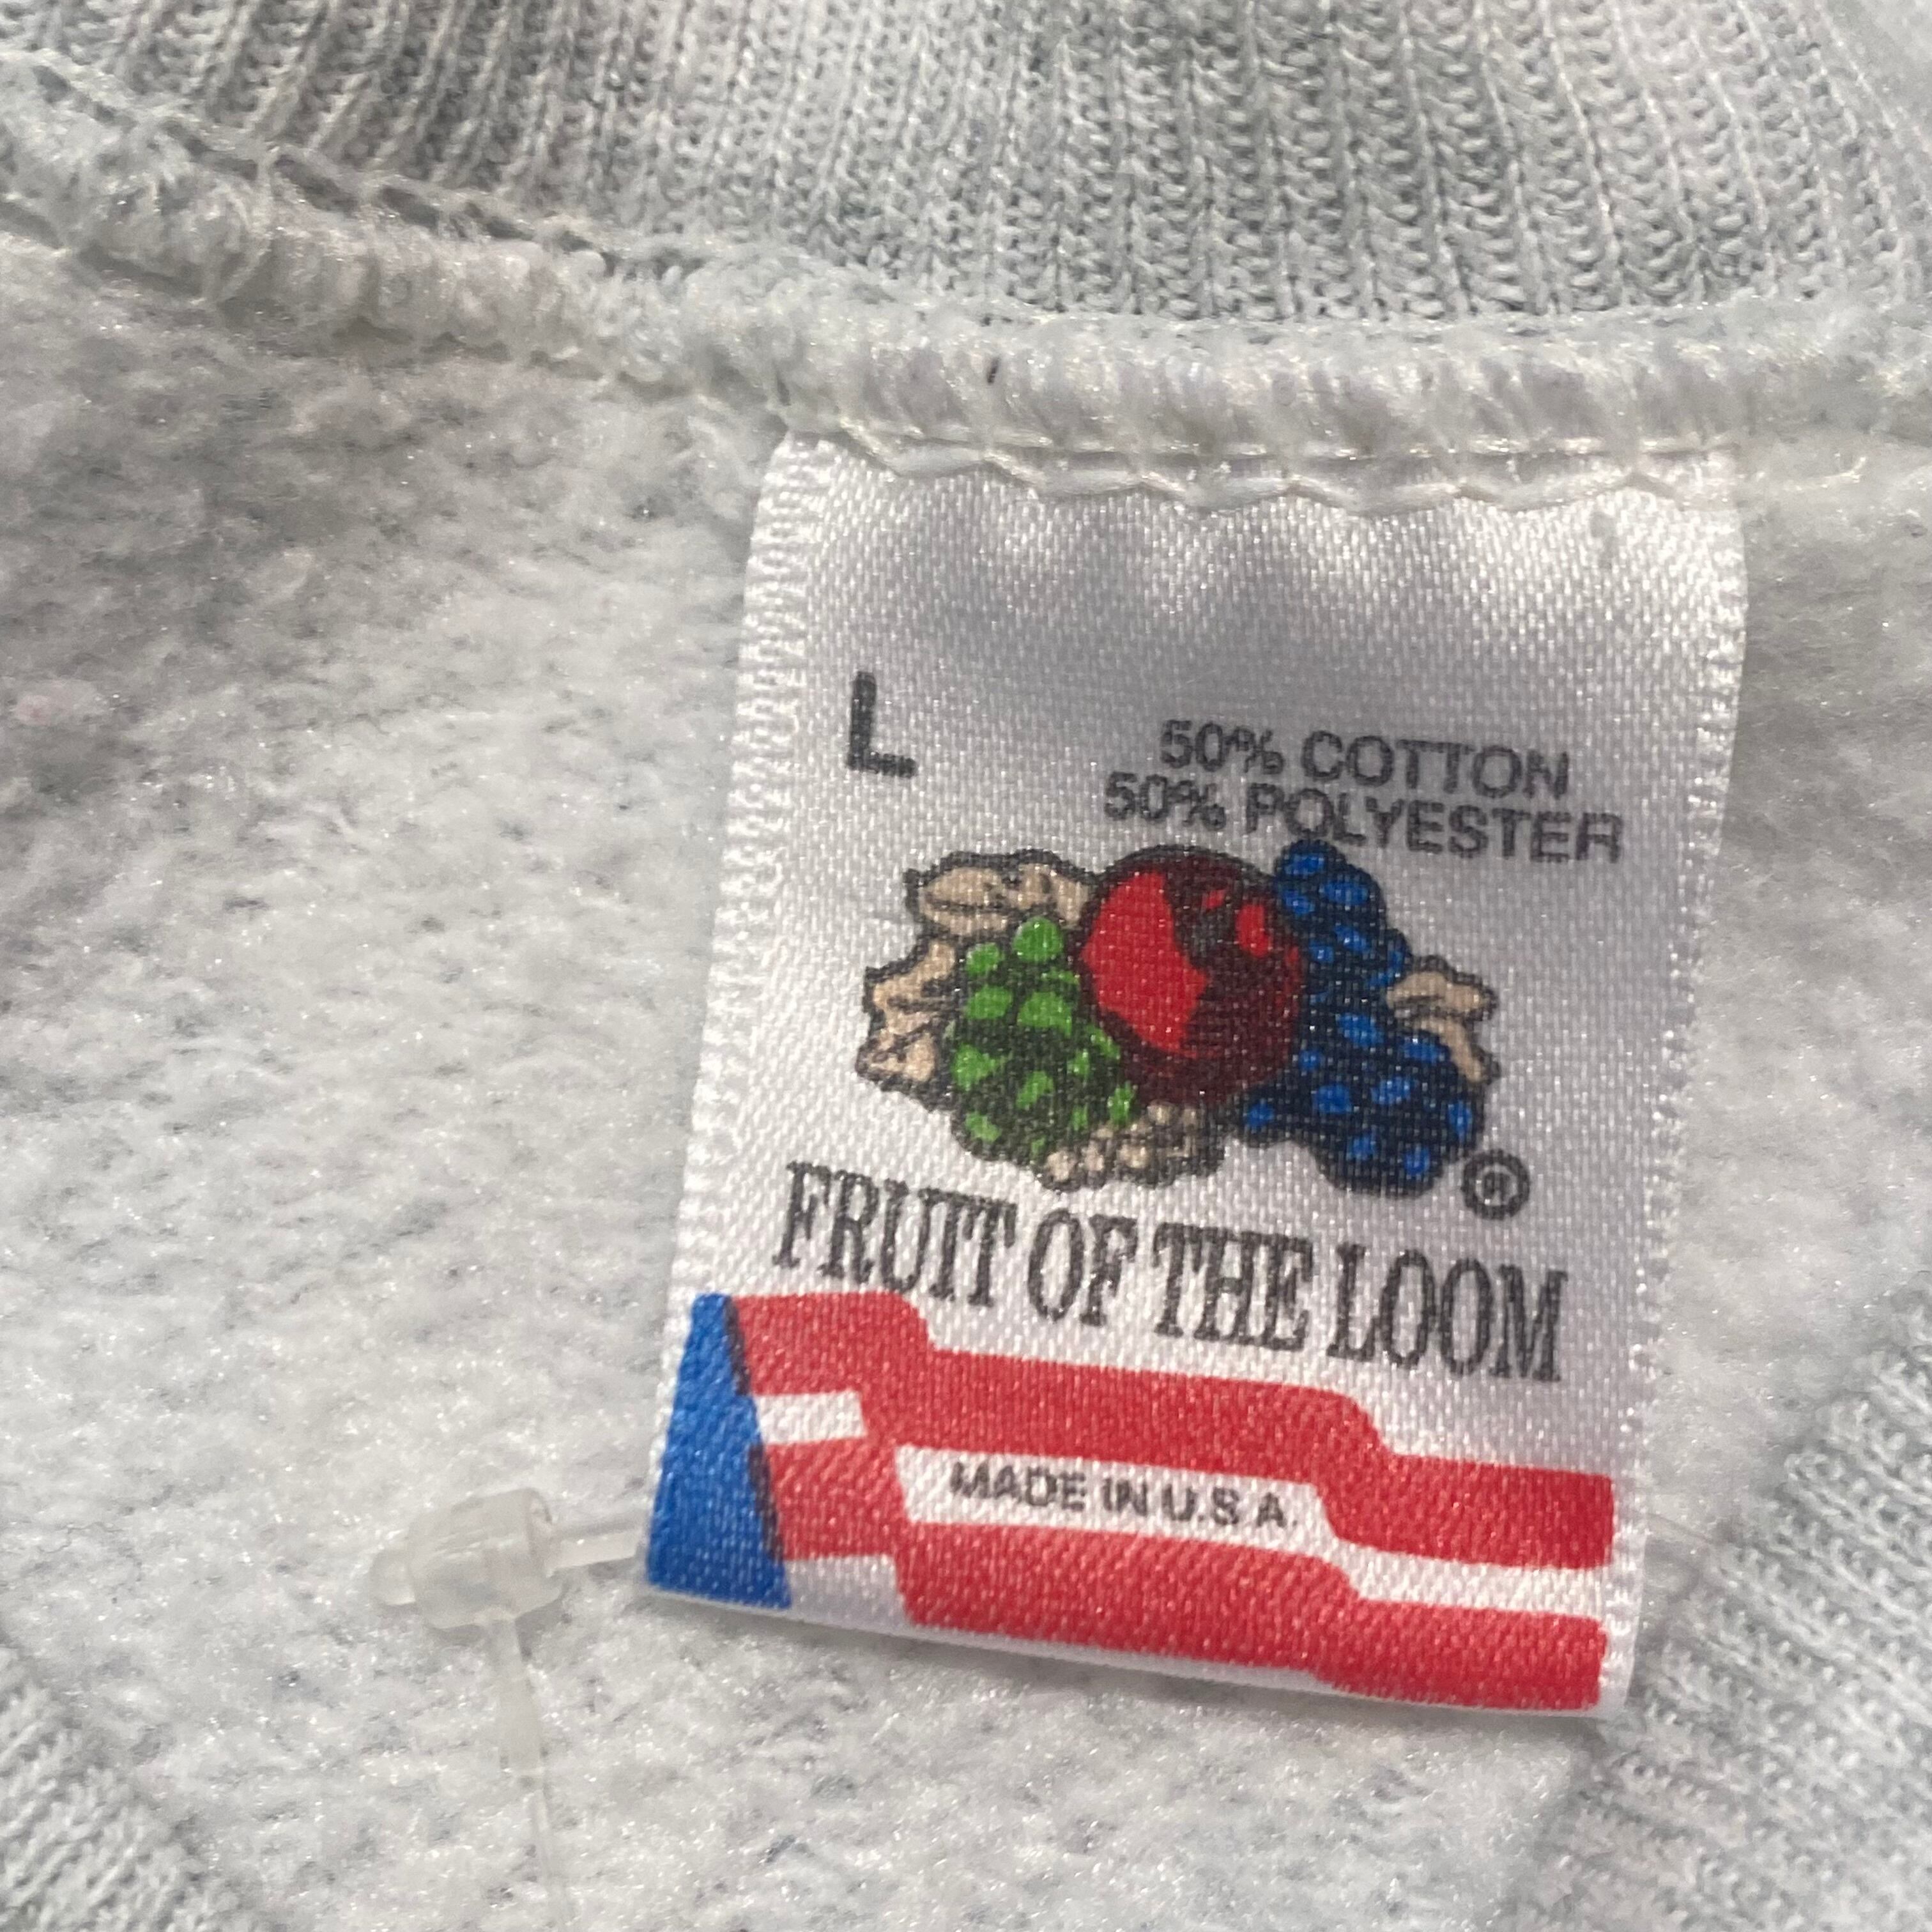 L
50% COTTON
50% POLYESTER
®
FRUIT OF THE LOOM
MADE IN U.S.A.